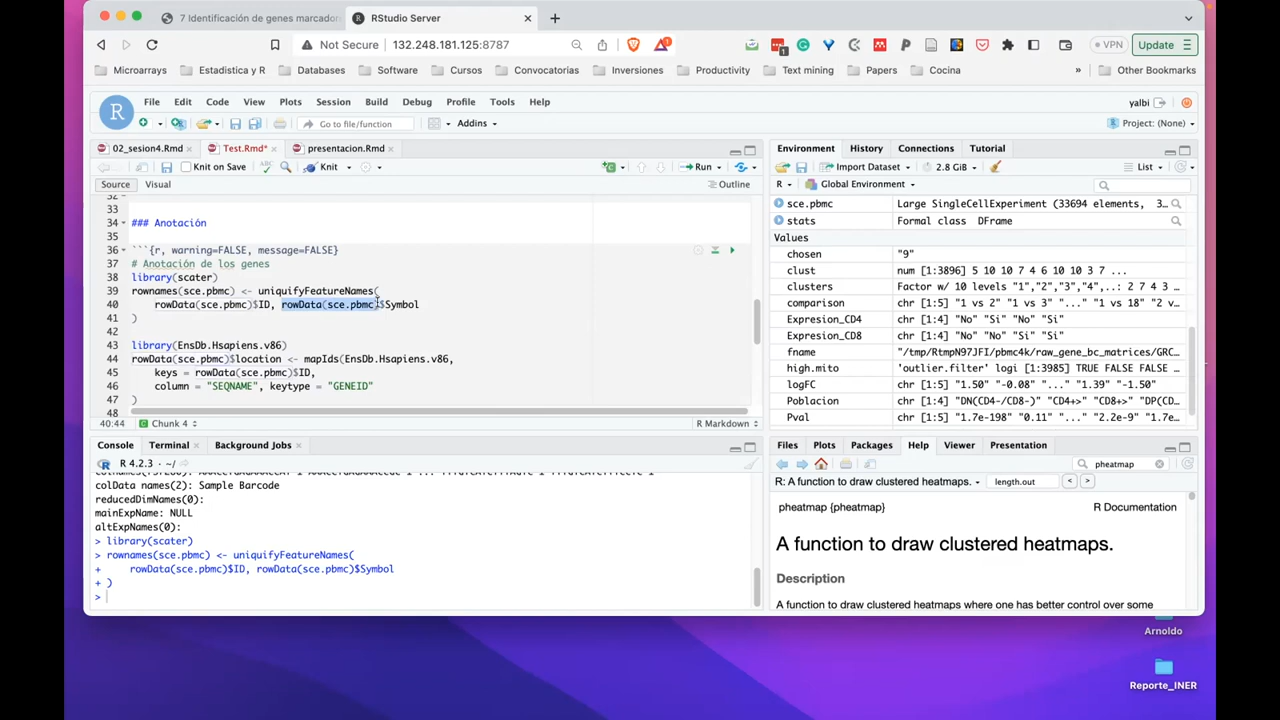 7 Identificación de genes marcador
RStudio Server
Not Secure 132.248.181.125:8787
VPN
Update
Microarrays Estadistica y R Databases Software Cursos Convocatorias Inversiones Productivity Text mining Papers Cocina » Other Bookmarks
R File Edit Code View Plots Session Build Debug Profile Tools Help
yalbi
Go to file/function Addins
Project: (None)
02_sesion4.Rmd Test.Rmd* presentacion.Rmd
Knit on Save ABC Knit Run
Source Visual Outline
33
34 ### Anotación
35
36 ```{r, warning=FALSE, message=FALSE}
37 # Anotación de los genes
38 library(scater)
39 rownames(sce.pbmc) <- uniquifyFeatureNames(
40 rowData(sce.pbmc)$ID, rowData(sce.pbmc)$Symbol
41 )
42
43 library(EnsDb.Hsapiens.v86)
44 rowData(sce.pbmc)$location <- mapIds(EnsDb.Hsapiens.v86,
45 keys = rowData(sce.pbmc)$ID,
46 column = "SEQNAME", keytype = "GENEID"
47 )
48
40:44 Chunk 4 R Markdown
Console Terminal Background Jobs
R 4.2.3 · ~/
colData names(2): Sample Barcode
reducedDimNames(0):
mainExpName: NULL
altExpNames(0):
> library(scater)
> rownames(sce.pbmc) <- uniquifyFeatureNames(
+ rowData(sce.pbmc)$ID, rowData(sce.pbmc)$Symbol
+ )
>
Environment History Connections Tutorial
Import Dataset 2.8 GiB List
R Global Environment
sce.pbmc Large SingleCellExperiment (33694 elements, 3…
stats Formal class DFrame
Values
chosen "9"
clust num [1:3896] 5 10 10 7 4 6 10 10 3 7 ...
clusters Factor w/ 10 levels "1","2","3","4",..: 2 7 4 3 …
comparison chr [1:5] "1 vs 2" "1 vs 3" "1 vs 18" "2 v…
Expresion_CD4 chr [1:4] "No" "Si" "No" "Si"
Expresion_CD8 chr [1:4] "No" "No" "Si" "Si"
fname "/tmp/RtmpN97JFI/pbmc4k/raw_gene_bc_matrices/GRC…
high.mito 'outlier.filter' logi [1:3985] TRUE FALSE FALSE …
logFC chr [1:5] "1.50" "-0.08" "..." "1.39" "-1.50"
Poblacion chr [1:4] "DN(CD4-/CD8-)" "CD4+>" "CD8+>" "DP(CD…
Pval chr [1:5] "1.7e-198" "0.11" "..." "2.2e-9" "1.7e…
Files Plots Packages Help Viewer Presentation
pheatmap
R: A function to draw clustered heatmaps. length.out
pheatmap {pheatmap} R Documentation
A function to draw clustered heatmaps.
Description
A function to draw clustered heatmaps where one has better control over some
Arnoldo
Reporte_INER